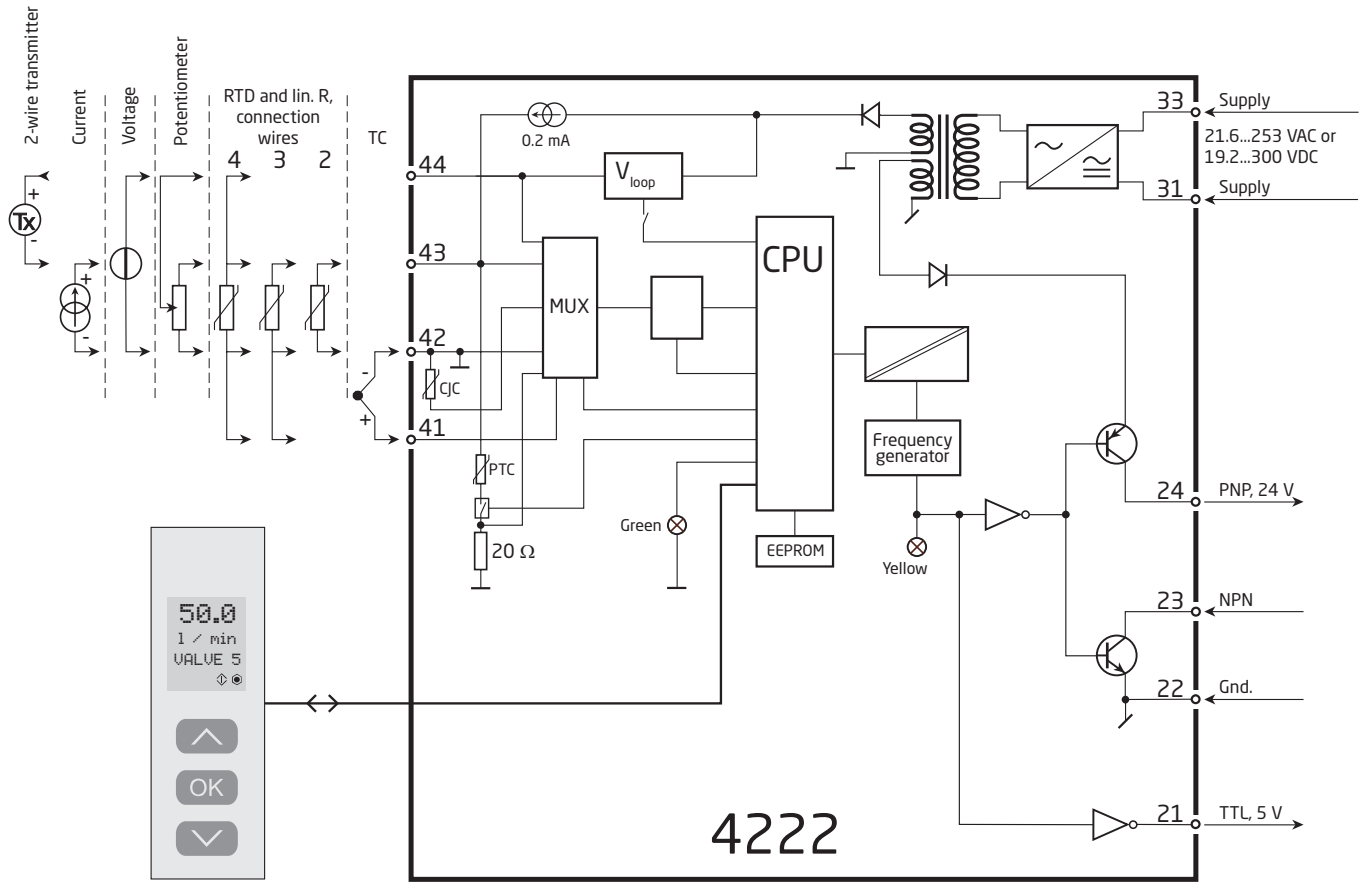 2-wire transmitter
Current
Voltage
Potentiometer
RTD and lin. R,
connection
wires
4 3 2
TC
Tx
+
-
+
-
-
+
44
43
42
41
0.2 mA
Vloop
MUX
CPU
CJC
PTC
20 Ω
Green
EEPROM
Frequency
generator
Yellow
33 Supply
21.6...253 VAC or
19.2...300 VDC
31 Supply
24 PNP, 24 V
23 NPN
22 Gnd.
21 TTL, 5 V
50.0
l / min
VALVE 5
OK
4222